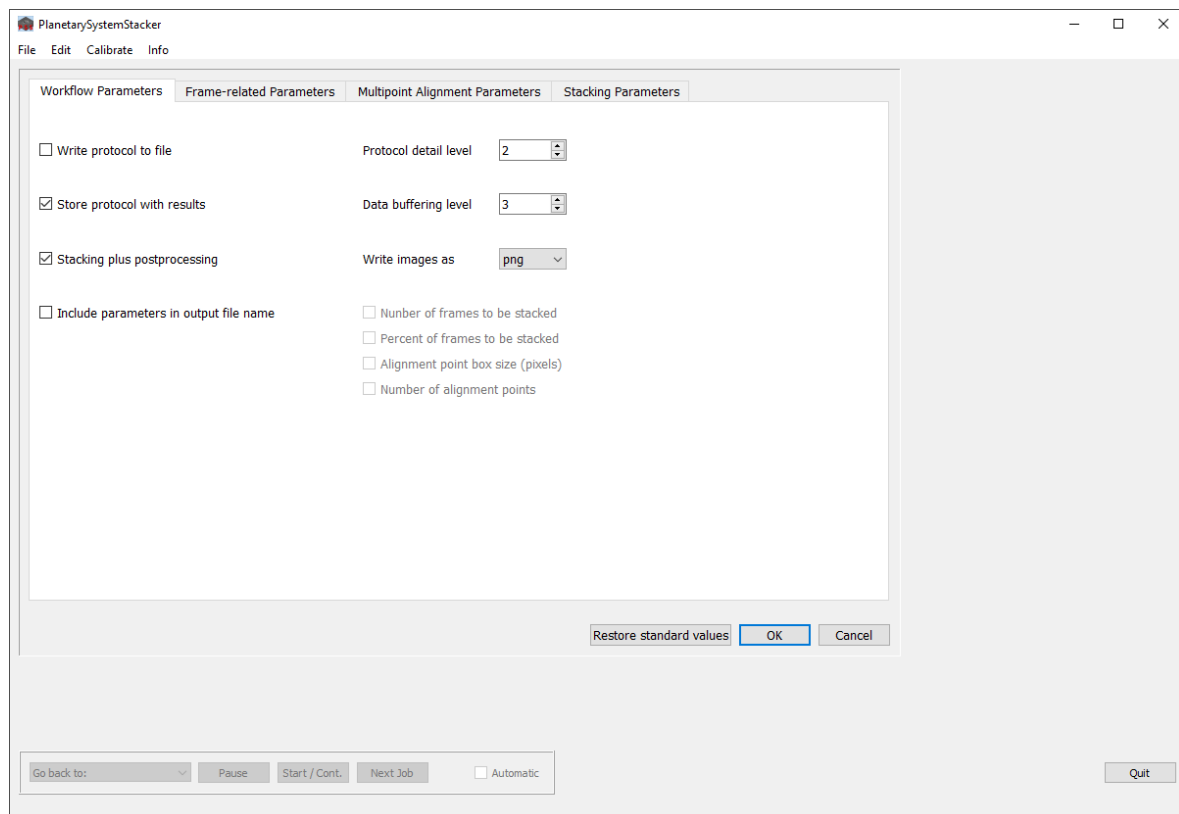 PlanetarySystemStacker
File Edit Calibrate Info
Workflow Parameters Frame-related Parameters Multipoint Alignment Parameters Stacking Parameters
Write protocol to file Protocol detail level 2
Store protocol with results Data buffering level 3
Stacking plus postprocessing Write images as png
Include parameters in output file name Nunber of frames to be stacked
Percent of frames to be stacked
Alignment point box size (pixels)
Number of alignment points
Restore standard values OK Cancel
Go back to: Pause Start / Cont. Next Job Automatic Quit